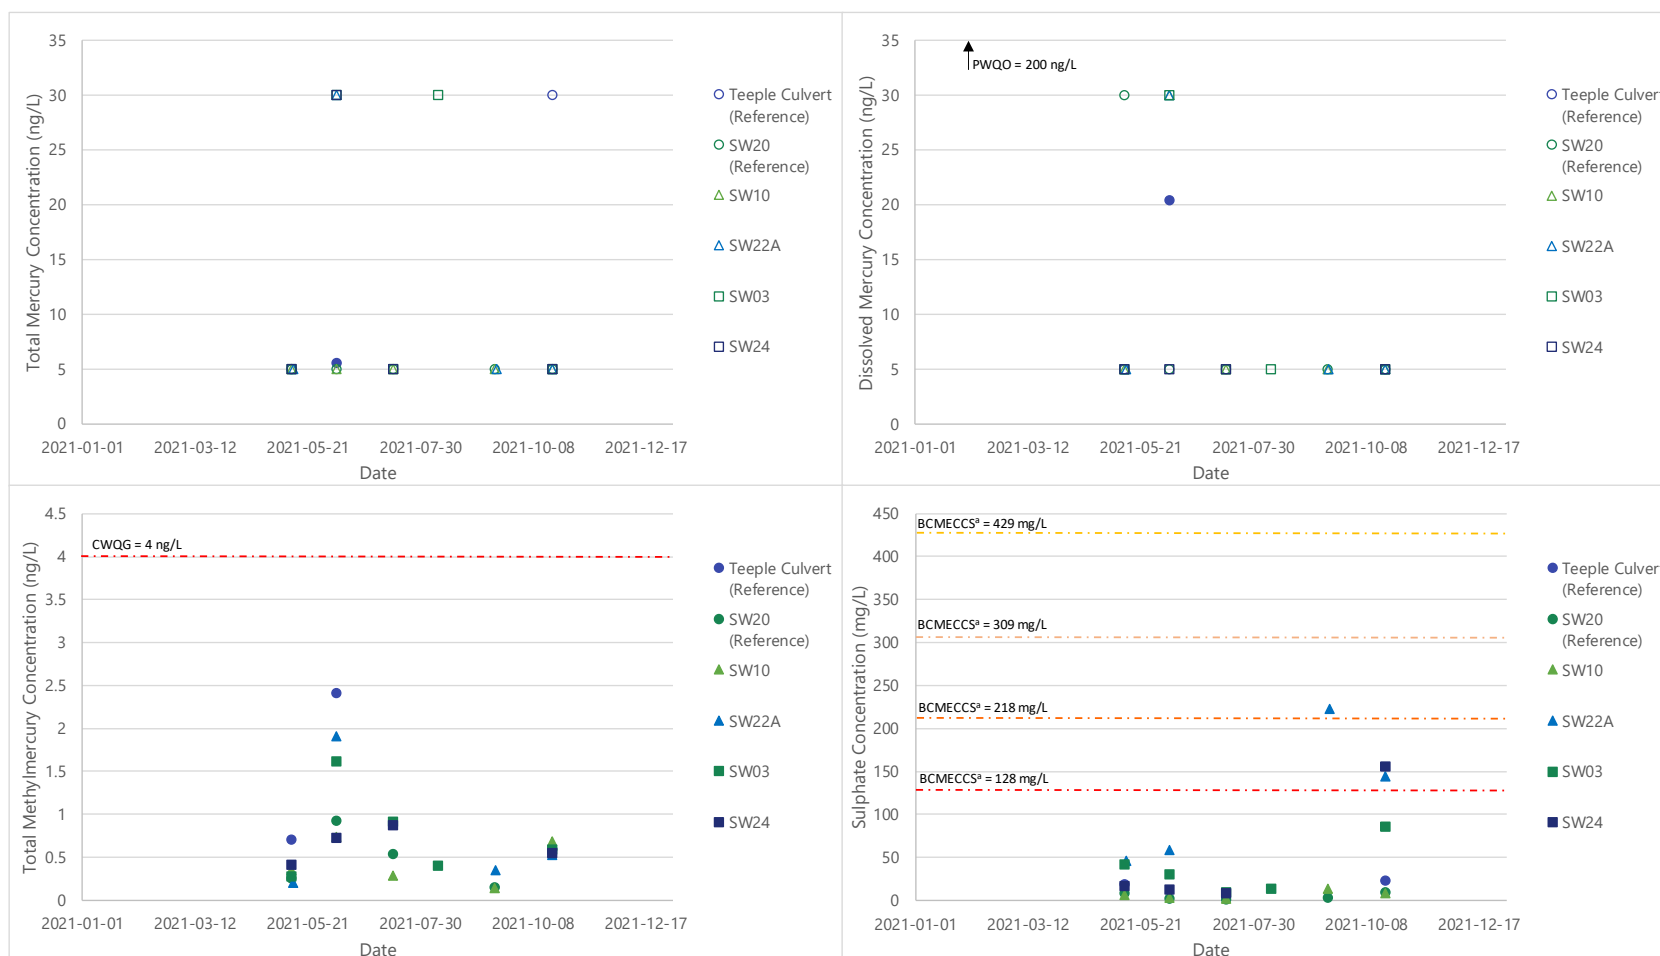 Total Mercury Concentration (ng/L)
35
30
25
20
15
10
5
0
2021-01-01 2021-03-12 2021-05-21 2021-07-30 2021-10-08 2021-12-17
Date
Teeple Culvert
(Reference)
SW20
(Reference)
SW10
SW22A
SW03
SW24
Dissolved Mercury Concentration (ng/L)
35
30
25
20
15
10
5
0
PWQO = 200 ng/L
2021-01-01 2021-03-12 2021-05-21 2021-07-30 2021-10-08 2021-12-17
Date
Teeple Culvert
(Reference)
SW20
(Reference)
SW10
SW22A
SW03
SW24
Total Methylmercury Concentration (ng/L)
4.5
4
3.5
3
2.5
2
1.5
1
0.5
0
CWQG = 4 ng/L
2021-01-01 2021-03-12 2021-05-21 2021-07-30 2021-10-08 2021-12-17
Date
Teeple Culvert
(Reference)
SW20
(Reference)
SW10
SW22A
SW03
SW24
Sulphate Concentration (mg/L)
450
400
350
300
250
200
150
100
50
0
BCMECCSᵃ = 429 mg/L
BCMECCSᵃ = 309 mg/L
BCMECCSᵃ = 218 mg/L
BCMECCSᵃ = 128 mg/L
2021-01-01 2021-03-12 2021-05-21 2021-07-30 2021-10-08 2021-12-17
Date
Teeple Culvert
(Reference)
SW20
(Reference)
SW10
SW22A
SW03
SW24